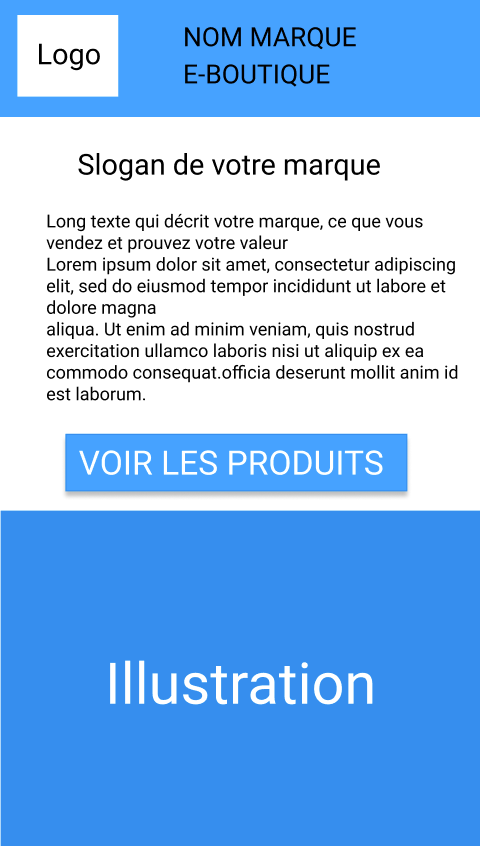 Logo
NOM MARQUE
E-BOUTIQUE
Slogan de votre marque
Long texte qui décrit votre marque, ce que vous
vendez et prouvez votre valeur
Lorem ipsum dolor sit amet, consectetur adipiscing
elit, sed do eiusmod tempor incididunt ut labore et
dolore magna
aliqua. Ut enim ad minim veniam, quis nostrud
exercitation ullamco laboris nisi ut aliquip ex ea
commodo consequat.officia deserunt mollit anim id
est laborum.
VOIR LES PRODUITS
Illustration